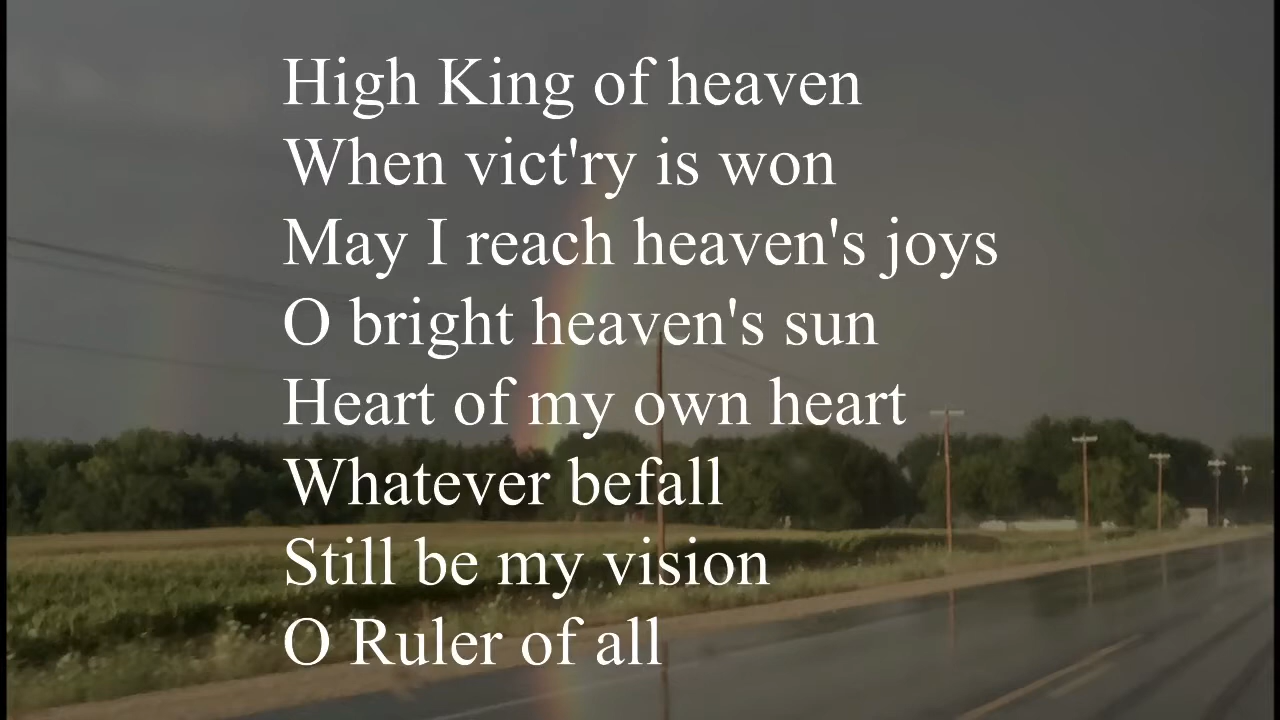 High King of heaven
When vict'ry is won
May I reach heaven's joys
O bright heaven's sun
Heart of my own heart
Whatever befall
Still be my vision
O Ruler of all